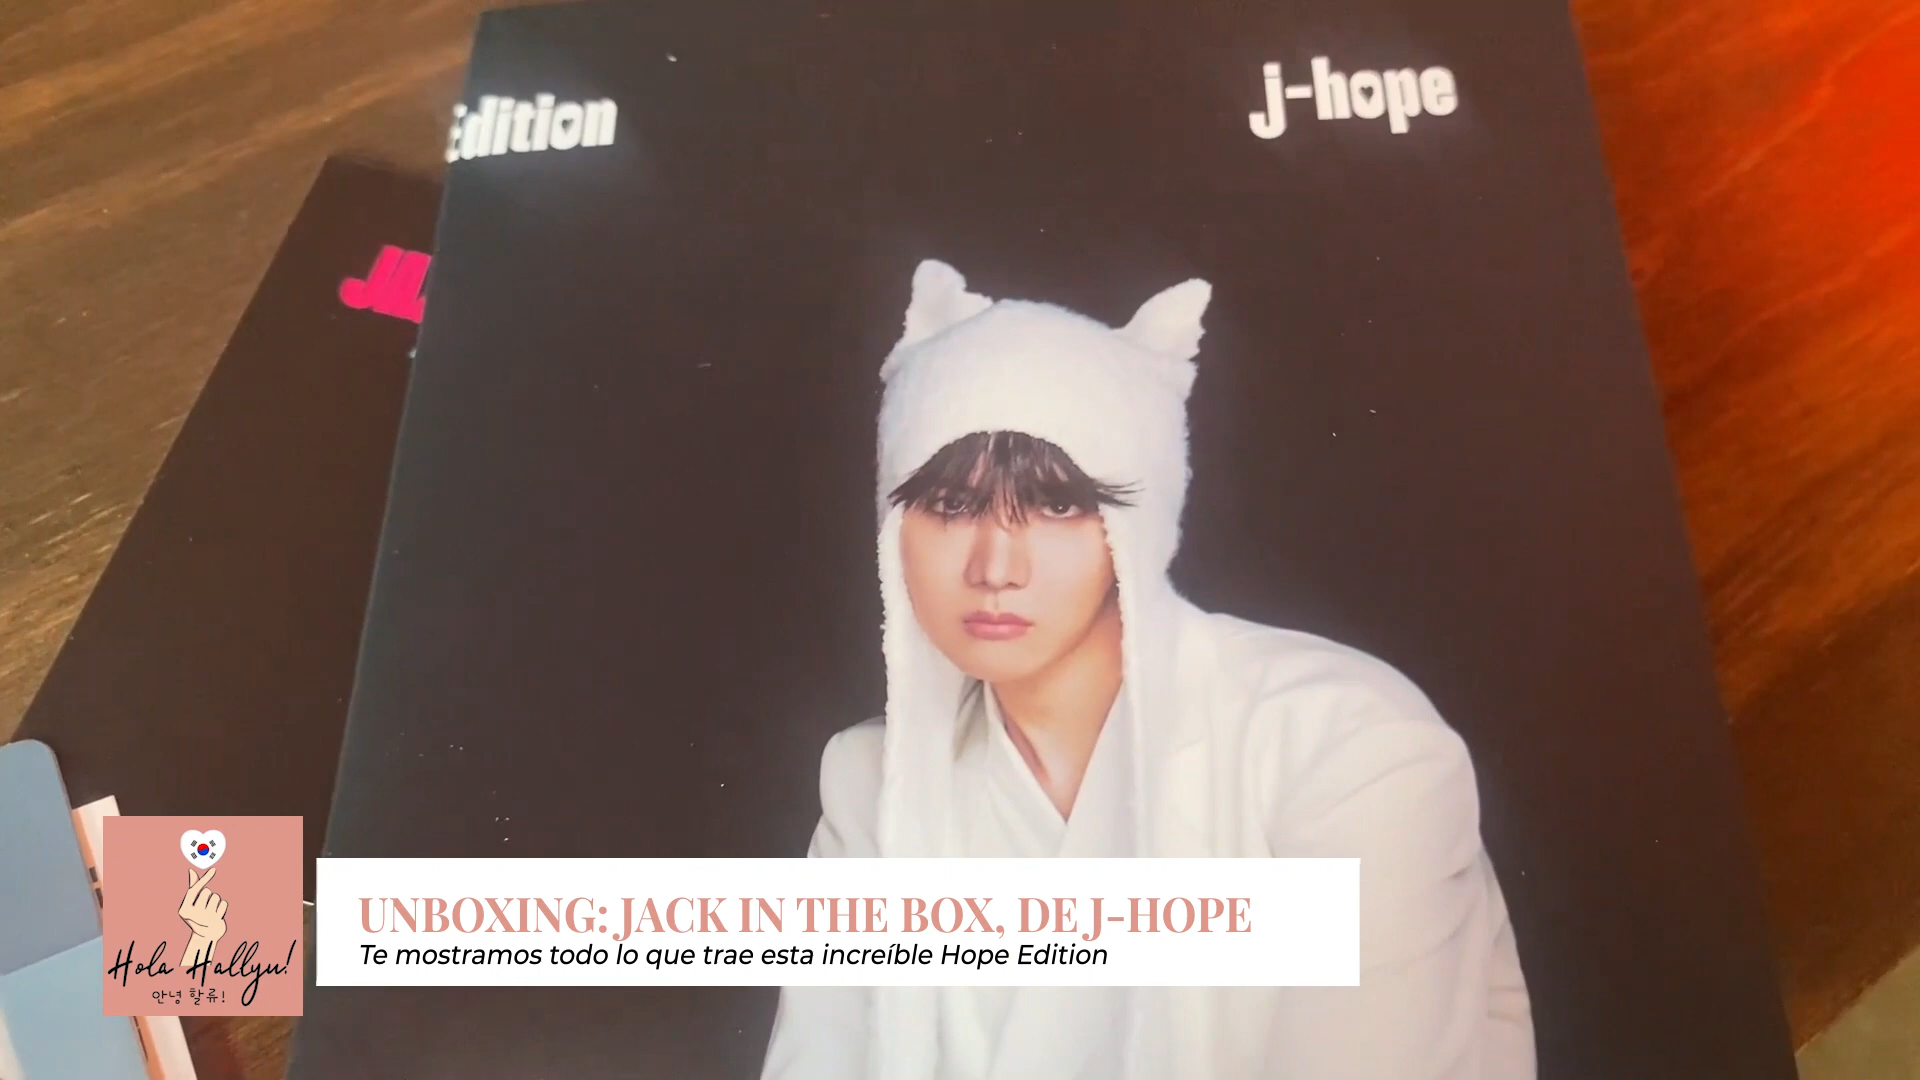 Edition
j-hope
UNBOXING: JACK IN THE BOX, DE J-HOPE
Te mostramos todo lo que trae esta increíble Hope Edition
Hola Hallyu!
안녕 할류!